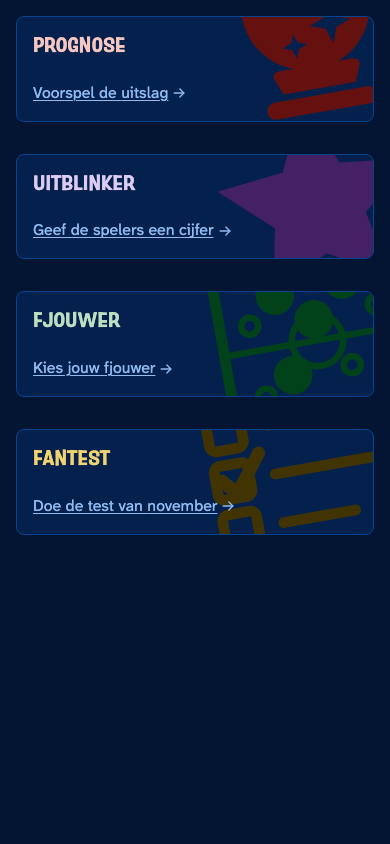 PROGNOSE
Voorspel de uitslag →
UITBLINKER
Geef de spelers een cijfer →
FJOUWER
Kies jouw fjouwer →
FANTEST
Doe de test van november →